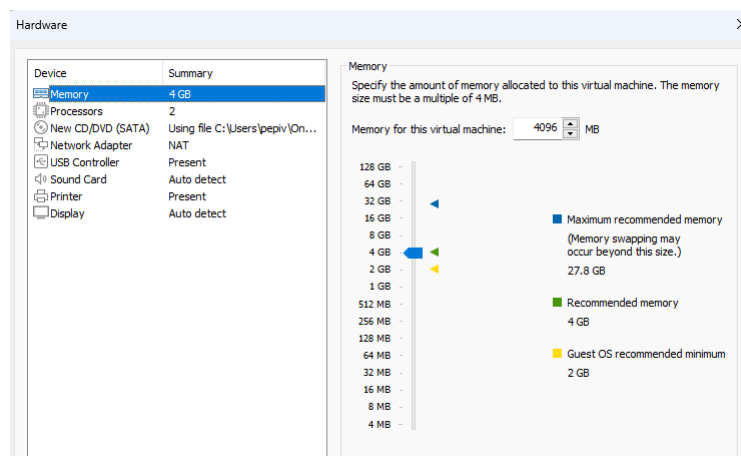 Hardware
Device Summary
Memory 4 GB
Processors 2
New CD/DVD (SATA) Using file C:\Users\pepiv\On...
Network Adapter NAT
USB Controller Present
Sound Card Auto detect
Printer Present
Display Auto detect
Memory
Specify the amount of memory allocated to this virtual machine. The memory
size must be a multiple of 4 MB.
Memory for this virtual machine: 4096 MB
128 GB
64 GB
32 GB
16 GB
8 GB
4 GB
2 GB
1 GB
512 MB
256 MB
128 MB
64 MB
32 MB
16 MB
8 MB
4 MB
Maximum recommended memory
(Memory swapping may
occur beyond this size.)
27.8 GB
Recommended memory
4 GB
Guest OS recommended minimum
2 GB